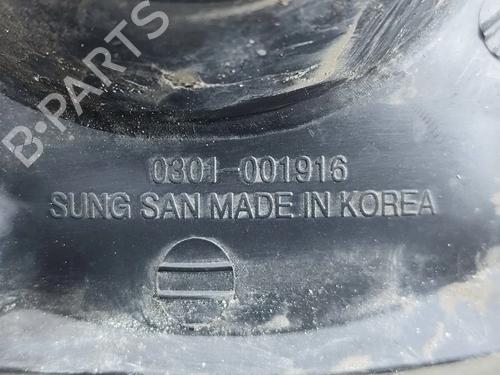 B-PARTS
0301-001916
SUNG SAN MADE IN KOREA